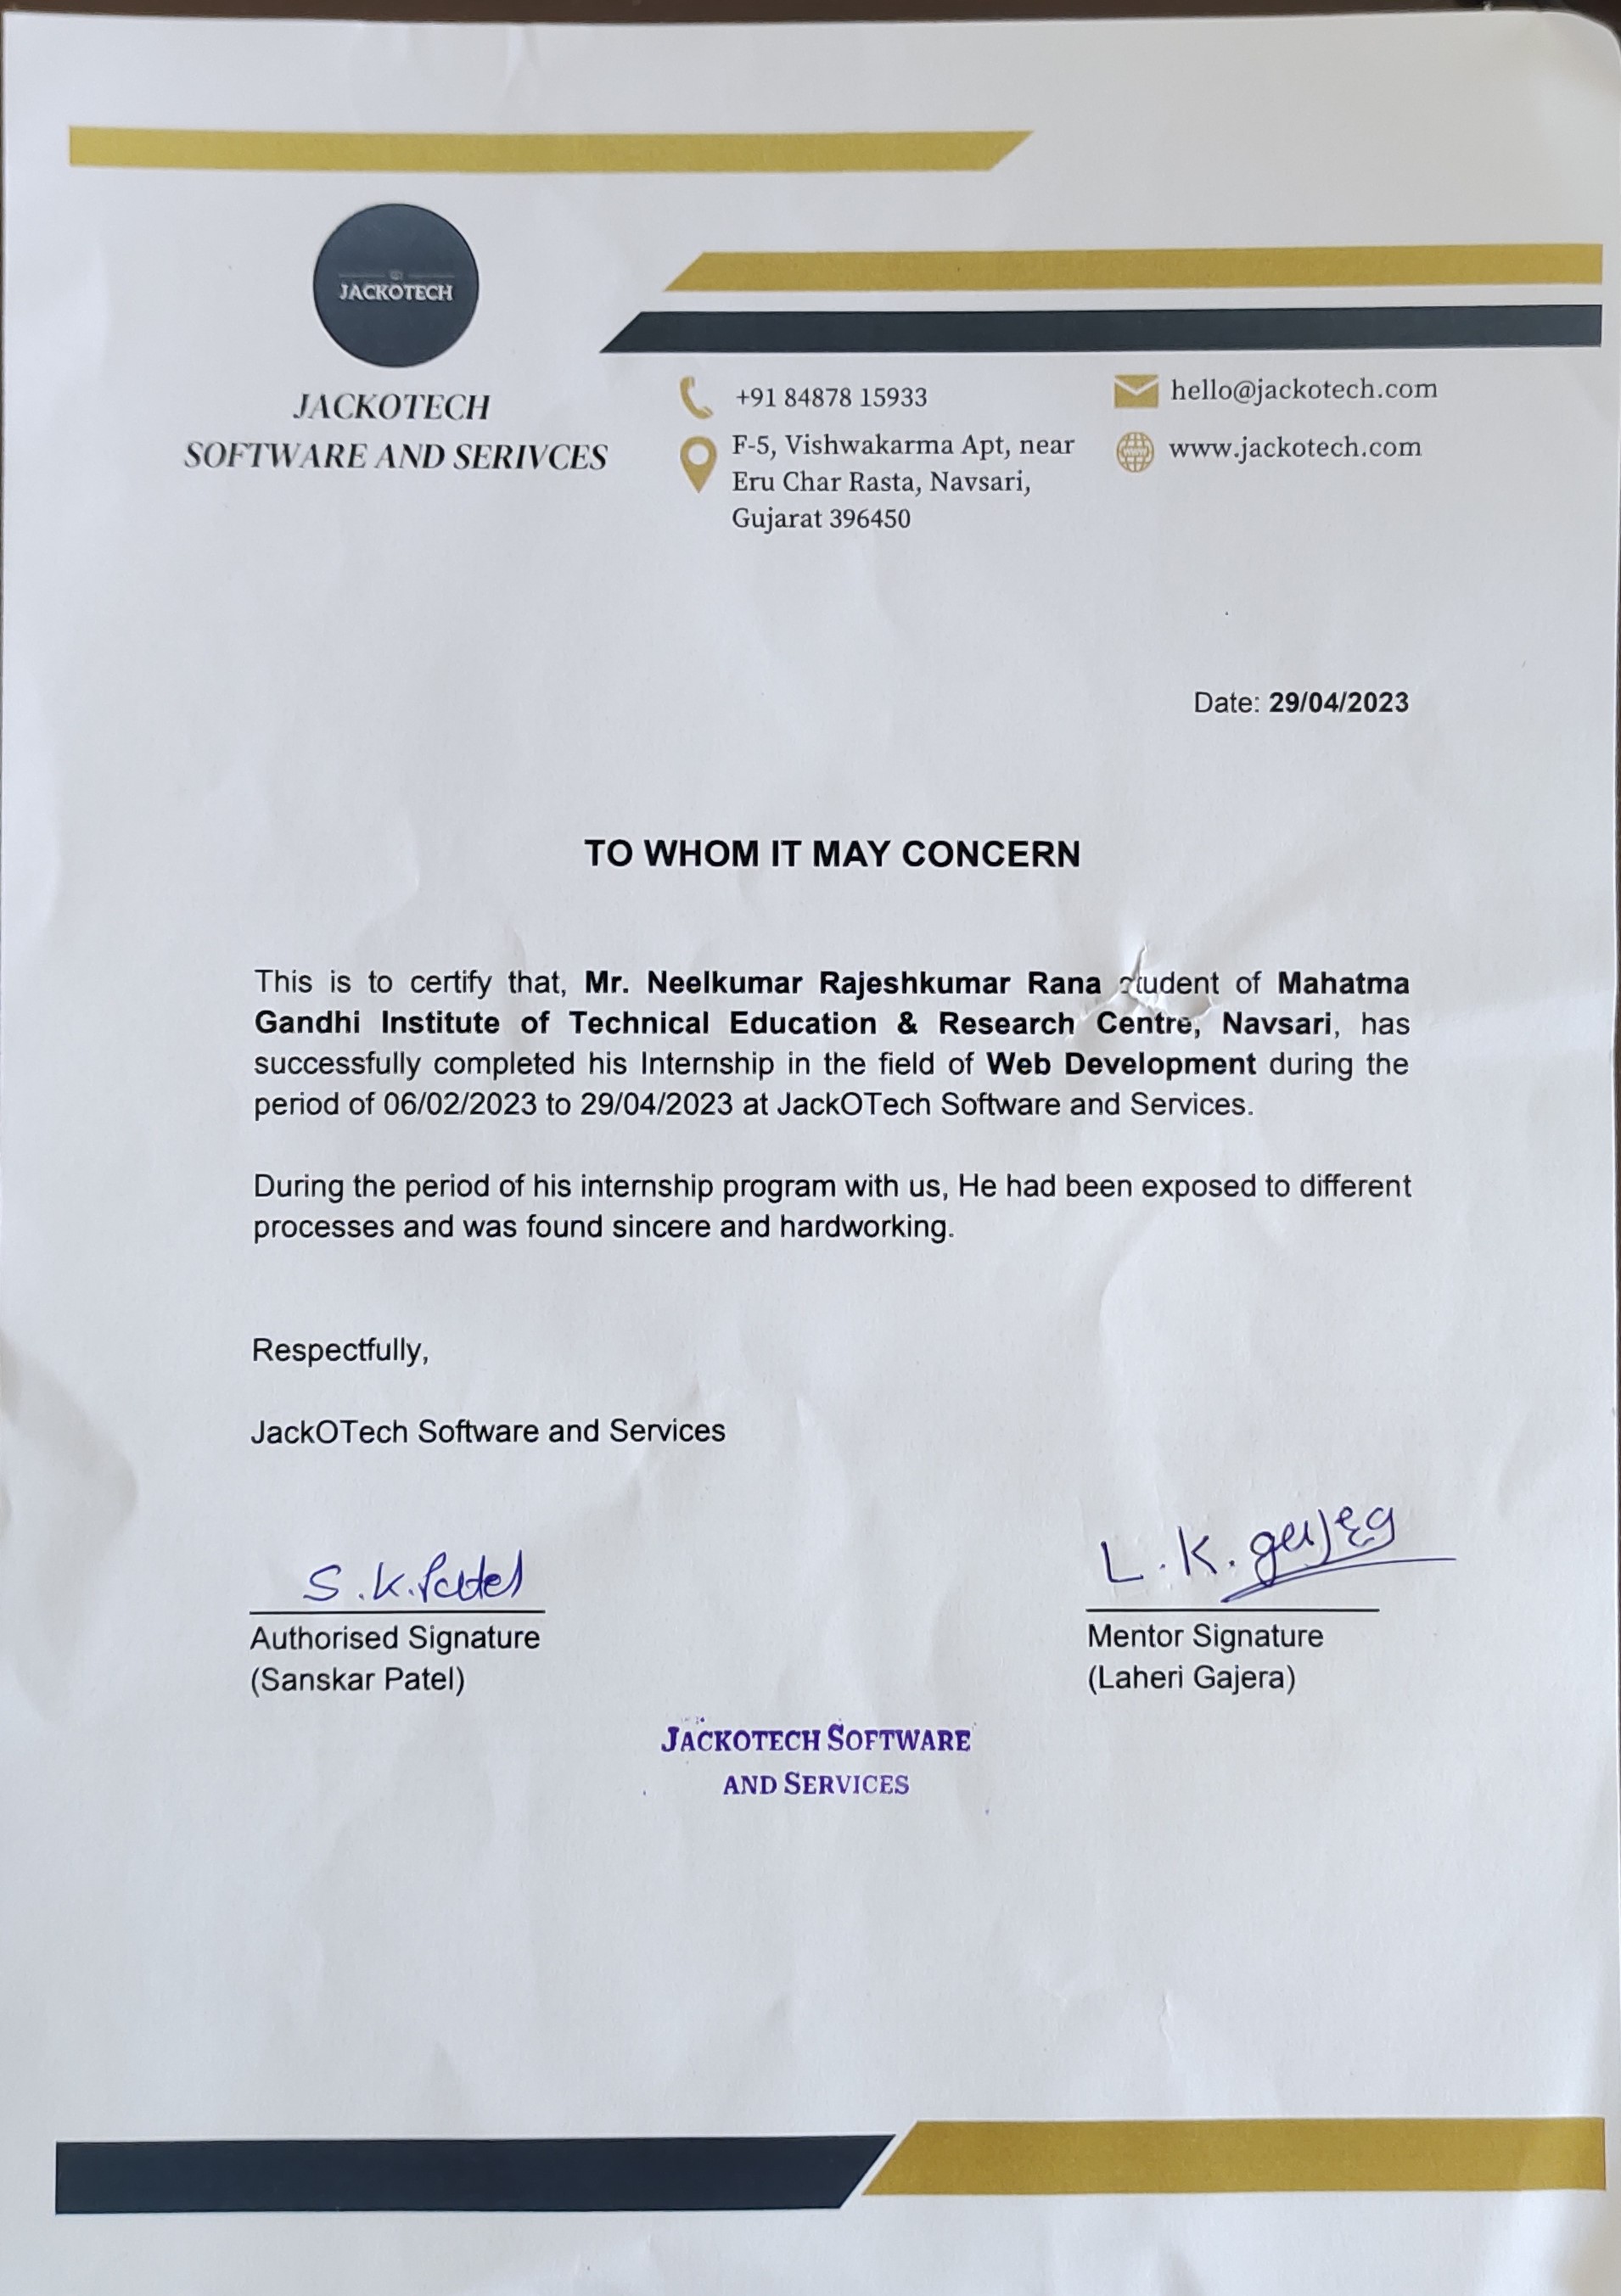 JACKOTECH
JACKOTECH
SOFTWARE AND SERIVCES
+91 84878 15933
F-5, Vishwakarma Apt, near
Eru Char Rasta, Navsari,
Gujarat 396450
hello@jackotech.com
www.jackotech.com
Date: 29/04/2023
TO WHOM IT MAY CONCERN
This is to certify that, Mr. Neelkumar Rajeshkumar Rana student of Mahatma
Gandhi Institute of Technical Education & Research Centre, Navsari, has
successfully completed his Internship in the field of Web Development during the
period of 06/02/2023 to 29/04/2023 at JackOTech Software and Services.
During the period of his internship program with us, He had been exposed to different
processes and was found sincere and hardworking.
Respectfully,
JackOTech Software and Services
S.K.Patel
Authorised Signature
(Sanskar Patel)
L.K.gajera
Mentor Signature
(Laheri Gajera)
JACKOTECH SOFTWARE
AND SERVICES